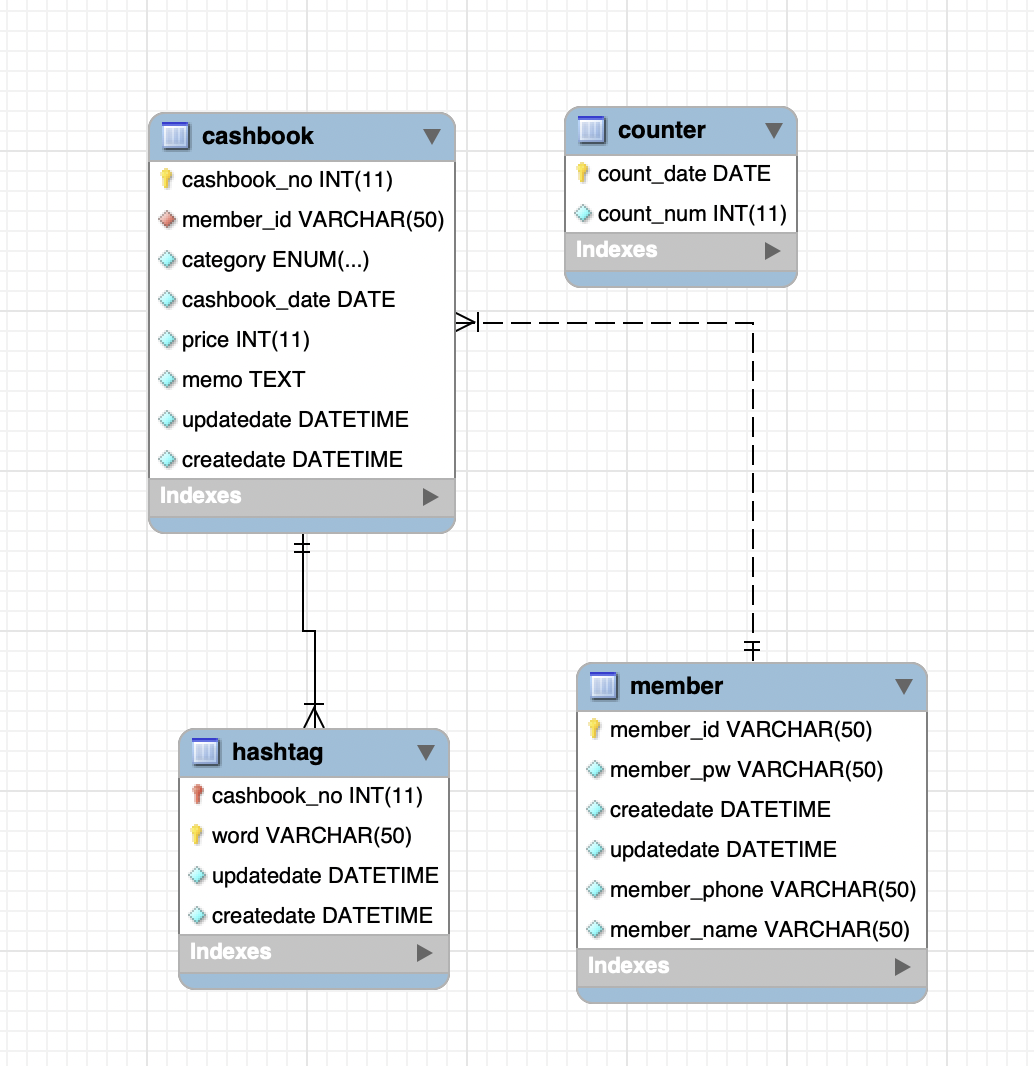 cashbook
cashbook_no INT(11)
member_id VARCHAR(50)
category ENUM(...)
cashbook_date DATE
price INT(11)
memo TEXT
updatedate DATETIME
createdate DATETIME
Indexes
counter
count_date DATE
count_num INT(11)
Indexes
hashtag
cashbook_no INT(11)
word VARCHAR(50)
updatedate DATETIME
createdate DATETIME
Indexes
member
member_id VARCHAR(50)
member_pw VARCHAR(50)
createdate DATETIME
updatedate DATETIME
member_phone VARCHAR(50)
member_name VARCHAR(50)
Indexes